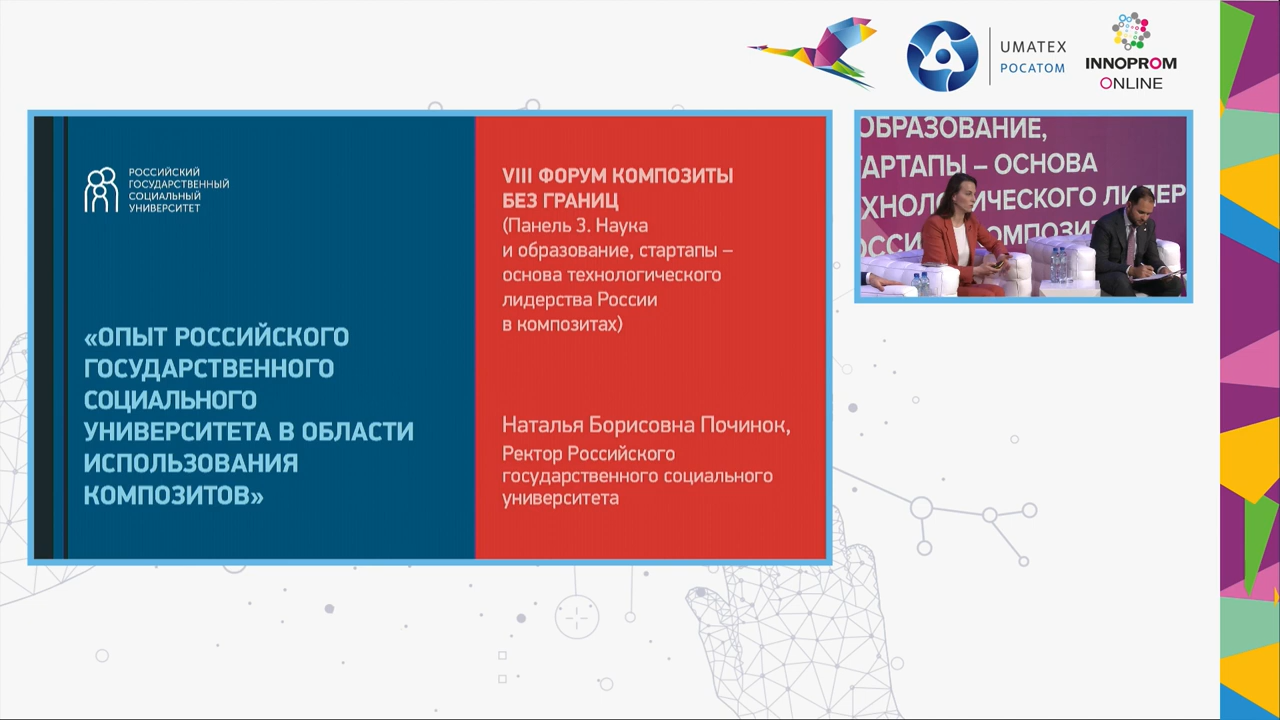 UMATEX
РОСАТОМ
INNOPROM
ONLINE
РОССИЙСКИЙ
ГОСУДАРСТВЕННЫЙ
СОЦИАЛЬНЫЙ
УНИВЕРСИТЕТ
«ОПЫТ РОССИЙСКОГО
ГОСУДАРСТВЕННОГО
СОЦИАЛЬНОГО
УНИВЕРСИТЕТА В ОБЛАСТИ
ИСПОЛЬЗОВАНИЯ
КОМПОЗИТОВ»
VIII ФОРУМ КОМПОЗИТЫ
БЕЗ ГРАНИЦ
(Панель 3. Наука
и образование, стартапы –
основа технологического
лидерства России
в композитах)
Наталья Борисовна Починок,
Ректор Российского
государственного социального
университета
ОБРАЗОВАНИЕ,
АРТАПЫ – ОСНОВА
ЛИДЕР